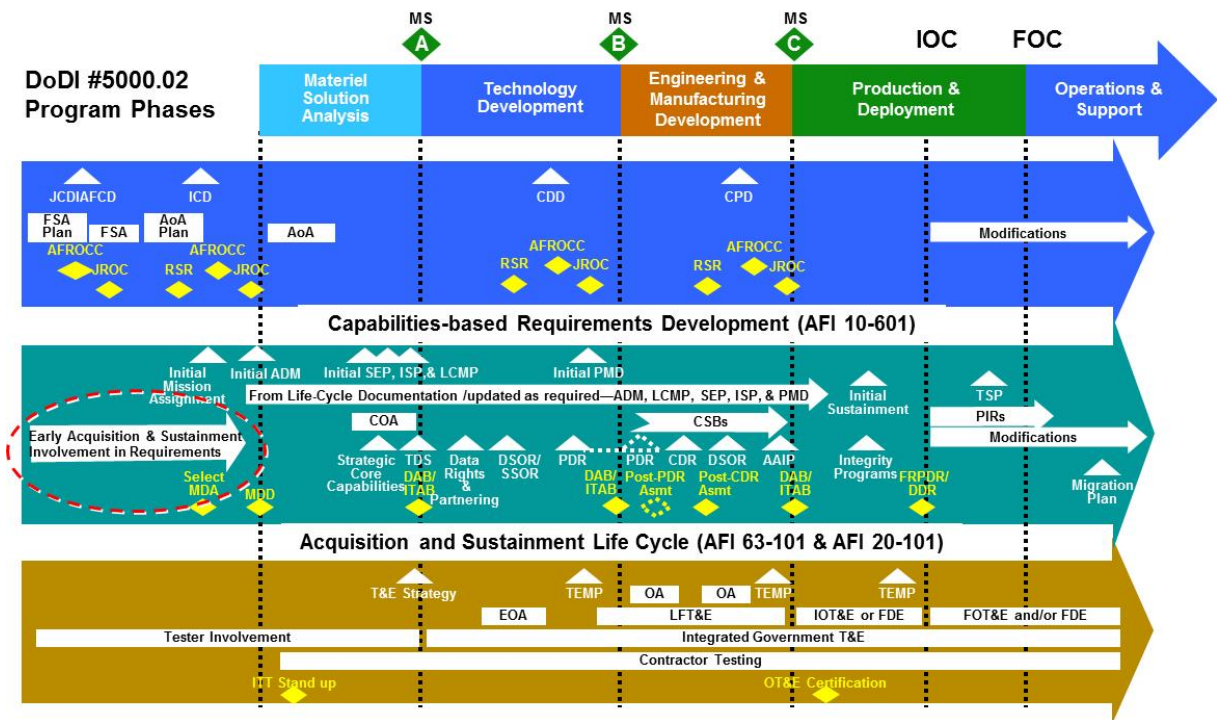 MS
MS
MS
A
B
C
IOC
FOC
DoDI #5000.02
Program Phases
Materiel
Solution
Analysis
Technology
Development
Engineering &
Manufacturing
Development
Production &
Deployment
Operations &
Support
JCDIAFCD
ICD
CDD
CPD
FSA
Plan
FSA
AoA
Plan
AoA
Modifications
AFROCC
JROC
RSR
AFROCC
JROC
RSR
AFROCC
JROC
RSR
AFROCC
JROC
Capabilities-based Requirements Development (AFI 10-601)
Initial
Mission
Assignment
Initial ADM
Initial SEP, ISP, & LCMP
Initial PMD
From Life-Cycle Documentation /updated as required—ADM, LCMP, SEP, ISP, & PMD
Initial
Sustainment
TSP
COA
CSBs
PIRs
Early Acquisition & Sustainment
Involvement in Requirements
Modifications
Strategic
Core
Capabilities
TDS
Data
Rights
&
Partnering
DSOR/
SSOR
PDR
PDR
CDR
DSOR
AAIP
Integrity
Programs
Migration
Plan
Select
MDA
MDD
DAB/
ITAB
DAB/
ITAB
Post-PDR
Asmt
Post-CDR
Asmt
DAB/
ITAB
FRPDR/
DDR
Acquisition and Sustainment Life Cycle (AFI 63-101 & AFI 20-101)
T&E Strategy
TEMP
OA
OA
TEMP
TEMP
EOA
LFT&E
IOT&E or FDE
FOT&E and/or FDE
Tester Involvement
Integrated Government T&E
Contractor Testing
ITT Stand up
OT&E Certification